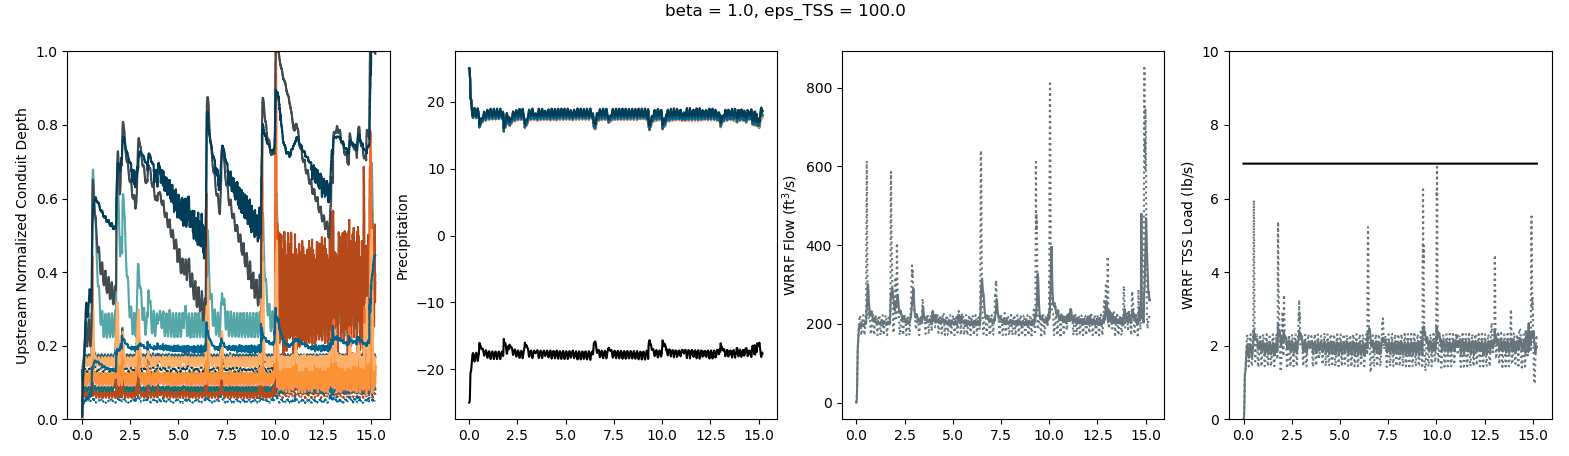 beta = 1.0, eps_TSS = 100.0
Upstream Normalized Conduit Depth
1.0
0.8
0.6
0.4
0.2
0.0
0.0 2.5 5.0 7.5 10.0 12.5 15.0
Precipitation
20
10
0
−10
−20
0.0 2.5 5.0 7.5 10.0 12.5 15.0
WRRF Flow (ft³/s)
800
600
400
200
0
0.0 2.5 5.0 7.5 10.0 12.5 15.0
WRRF TSS Load (lb/s)
10
8
6
4
2
0
0.0 2.5 5.0 7.5 10.0 12.5 15.0